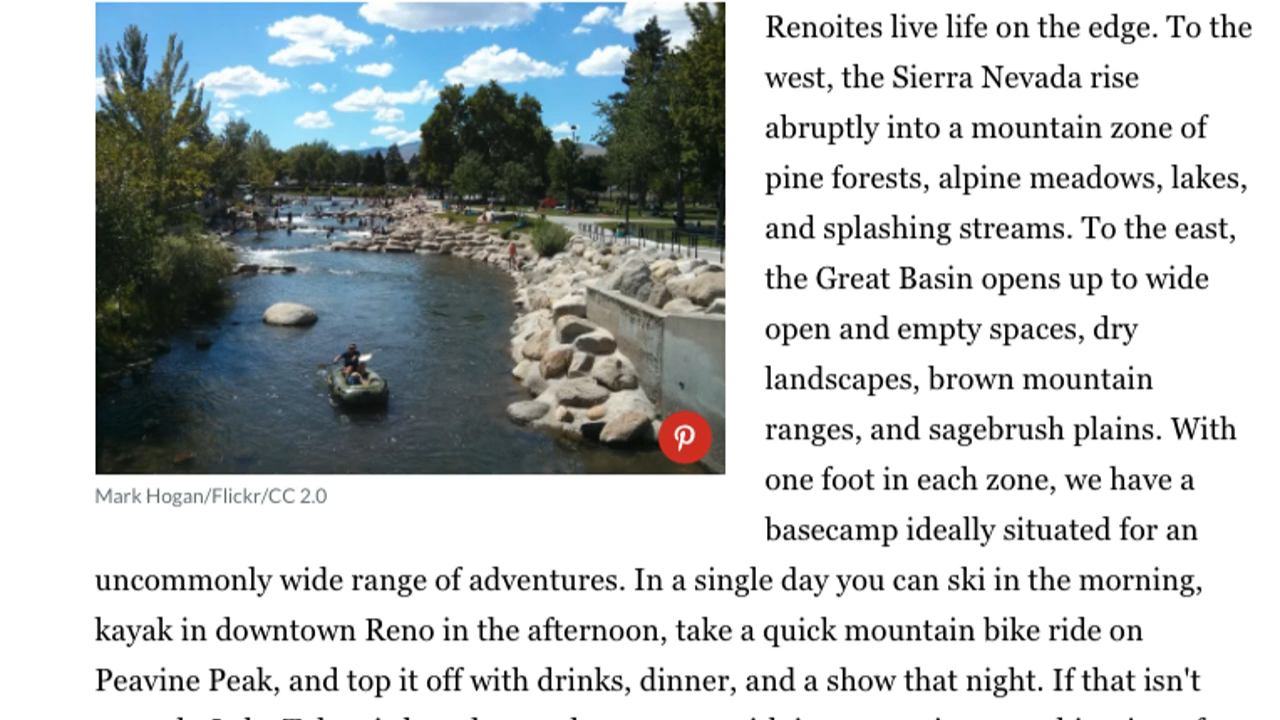 Renoites live life on the edge. To the
west, the Sierra Nevada rise
abruptly into a mountain zone of
pine forests, alpine meadows, lakes,
and splashing streams. To the east,
the Great Basin opens up to wide
open and empty spaces, dry
landscapes, brown mountain
ranges, and sagebrush plains. With
one foot in each zone, we have a
basecamp ideally situated for an
Mark Hogan/Flickr/CC 2.0
uncommonly wide range of adventures. In a single day you can ski in the morning,
kayak in downtown Reno in the afternoon, take a quick mountain bike ride on
Peavine Peak, and top it off with drinks, dinner, and a show that night. If that isn't